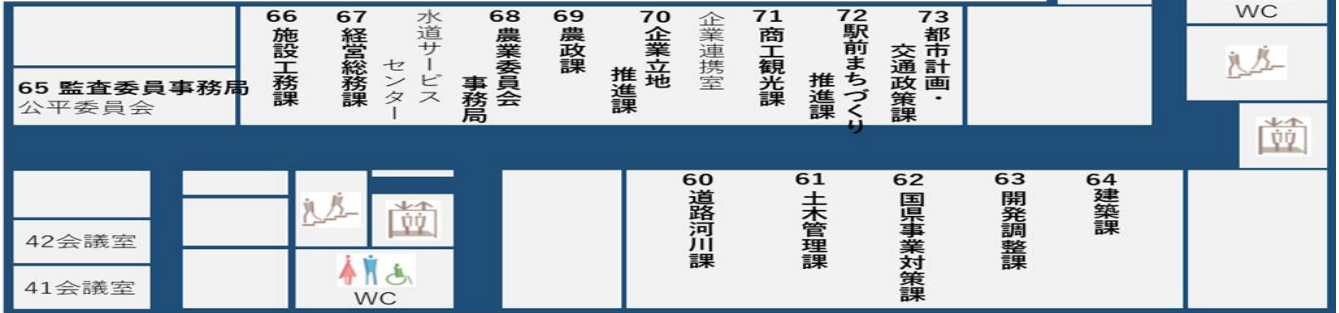 65 監査委員事務局
公平委員会
66
施設工務課
67
経営総務課
水道サービス
センター
68
農業委員会
事務局
69
農政課
70
企業立地
推進課
企業連携室
71
商工観光課
72
駅前まちづくり
推進課
73
都市計画・
交通政策課
WC
42会議室
41会議室
WC
60
道路河川課
61
土木管理課
62
国県事業対策課
63
開発調整課
64
建築課